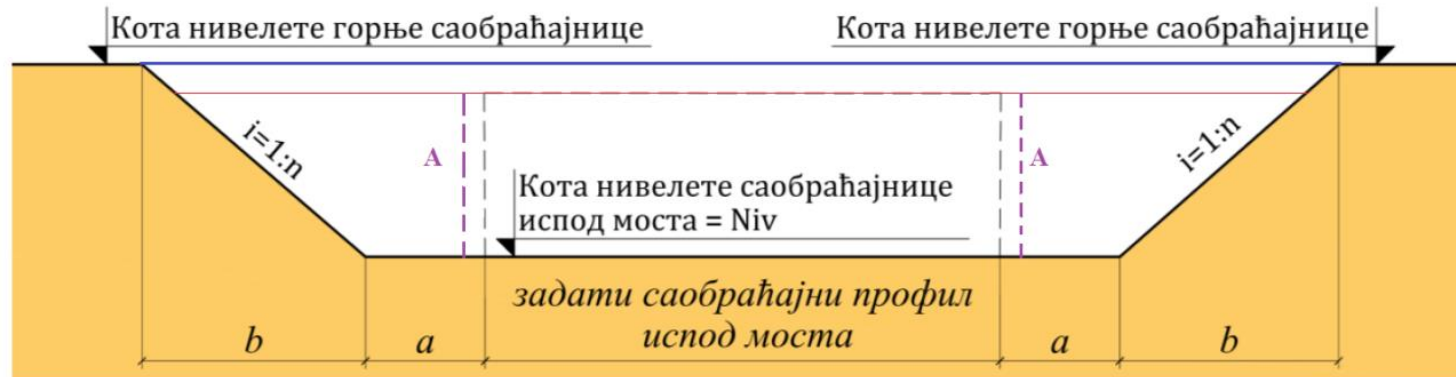 Кота нивелете горње саобраћајнице
Кота нивелете горње саобраћајнице
i=1:n
A
Кота нивелете саобраћајнице
испод моста = Niv
A
i=1:n
задати саобраћајни профил
испод моста
b
a
a
b